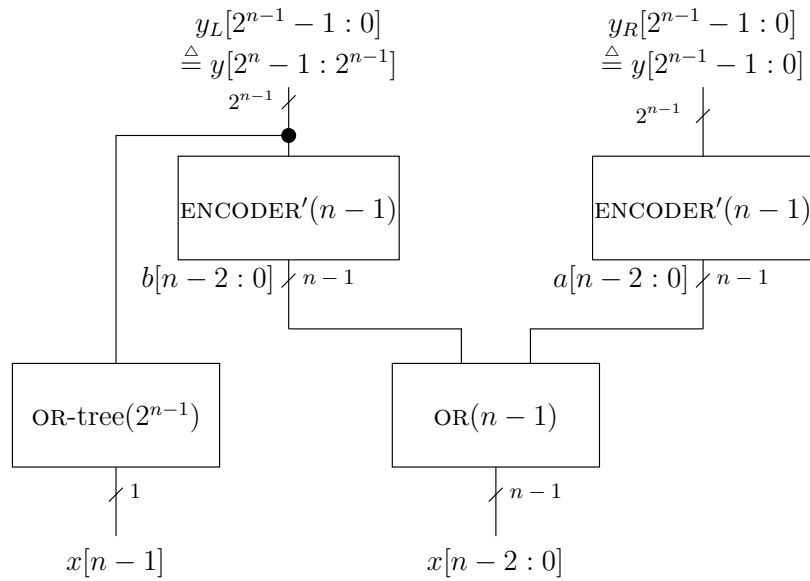 y_L[2^{n-1} − 1 : 0]
≜ y[2^n − 1 : 2^{n-1}]
y_R[2^{n-1} − 1 : 0]
≜ y[2^{n-1} − 1 : 0]
2^{n-1}
2^{n-1}
ENCODER′(n − 1)
ENCODER′(n − 1)
b[n − 2 : 0]
n − 1
a[n − 2 : 0]
n − 1
OR-tree(2^{n-1})
OR(n − 1)
1
n − 1
x[n − 1]
x[n − 2 : 0]